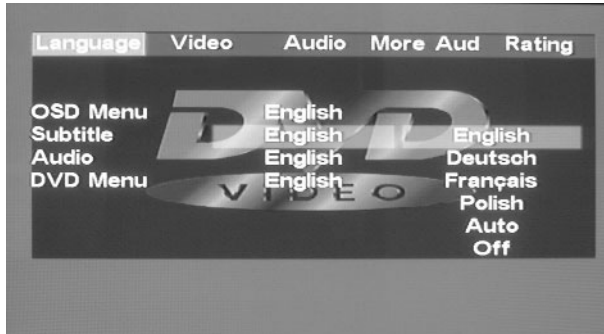 Language Video Audio More Aud Rating
OSD Menu English
Subtitle English English
Audio English Deutsch
DVD Menu English Français
Polish
Auto
Off
DVD
VIDEO